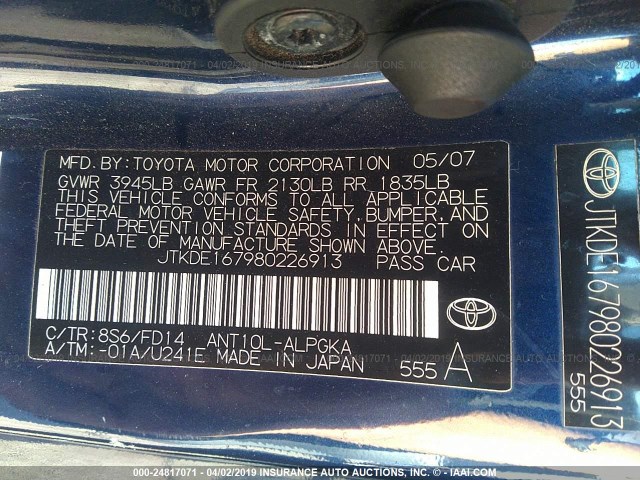 MFD.BY:TOYOTA MOTOR CORPORATION 05/07
GVWR 3945LB GAWR FR 2130LB RR 1835LB
THIS VEHICLE CONFORMS TO ALL APPLICABLE
FEDERAL MOTOR VEHICLE SAFETY, BUMPER, AND
THEFT PREVENTION STANDARDS IN EFFECT ON
THE DATE OF MANUFACTURE SHOWN ABOVE.
JTKDE167980226913 PASS CAR
C/TR:8S6/FD14 ANT10L-ALPGKA
A/TM:-01A/U241E MADE IN JAPAN 555 A
JTKDE167980226913
555
000-24817071 - 04/02/2019 - INSURANCE AUTO AUCTIONS, INC. - © - IAAI.COM